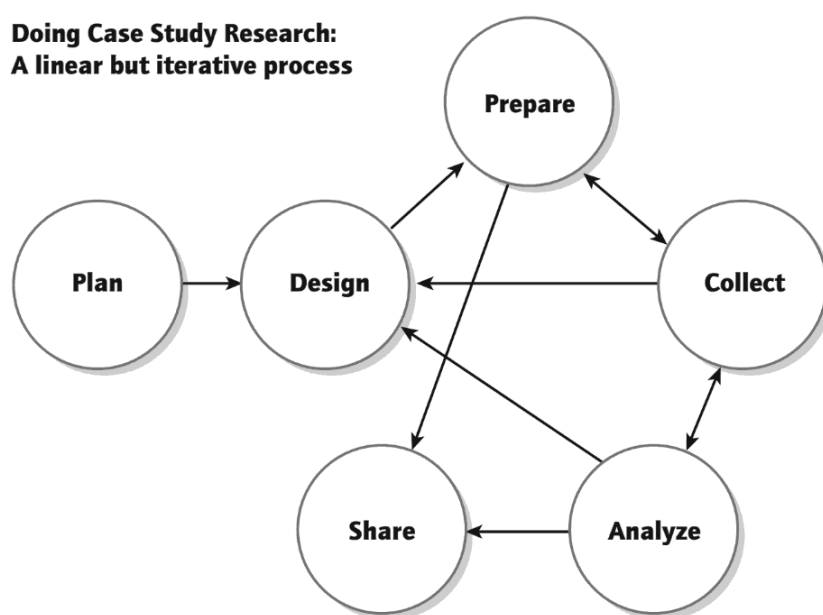 Doing Case Study Research:
A linear but iterative process
Prepare
Plan
Design
Collect
Share
Analyze